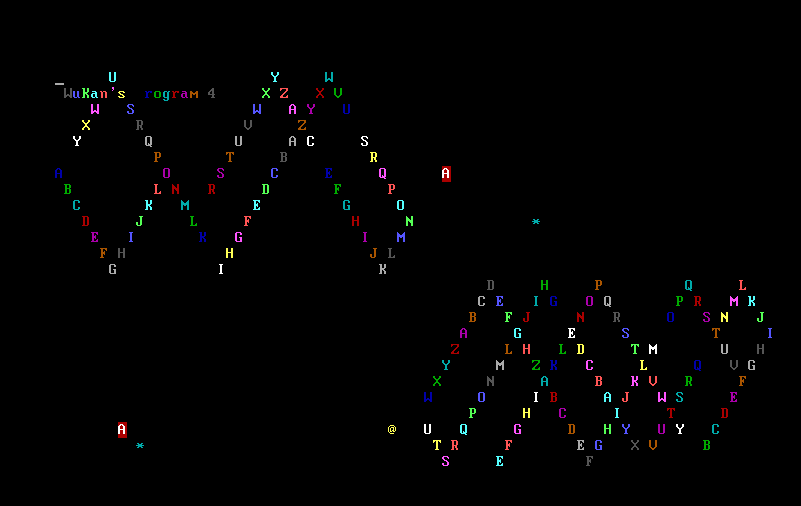 U Y W
WuKan's rogram 4 X Z X V
W S W A Y U
X R V Z
Y Q U A C S
P T B R
A O S C E Q A
B L N R D F P
C K M E G O
D J L F H N *
E I K G I M
F H H J L
G I K
D H P Q L
C E I G O Q P R M K
B F J N R O S N J
A G E S T I
Z L H L D T M U H
Y M Z K C L Q V G
X N A B K V R F
W O I B A J W S E
P H C I T D
A @ U Q G D H Y U Y C
* T R F E G X V B
S E F